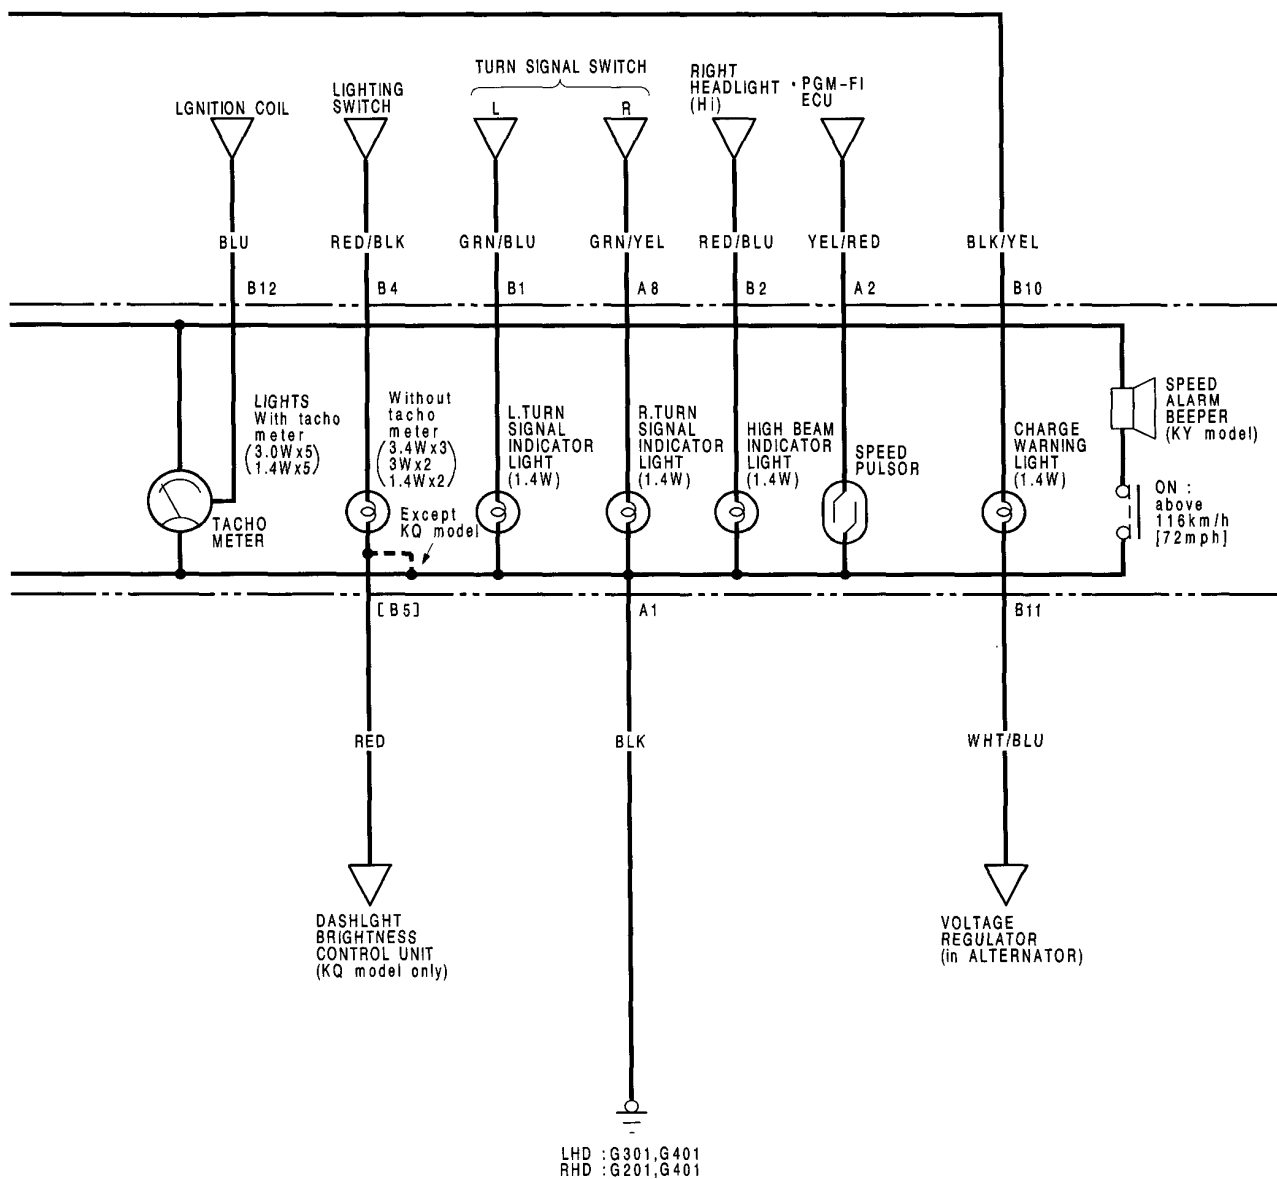 TURN SIGNAL SWITCH
L
R
LGNITION COIL
LIGHTING
SWITCH
RIGHT
HEADLIGHT
(Hi)
·PGM-FI
ECU
BLU
RED/BLK
GRN/BLU
GRN/YEL
RED/BLU
YEL/RED
BLK/YEL
B12
B4
B1
A8
B2
A2
B10
LIGHTS
With tacho
meter
(3.0Wx5
1.4Wx5)
Without
tacho
meter
(3.4Wx3
3Wx2
1.4Wx2)
L.TURN
SIGNAL
INDICATOR
LIGHT
(1.4W)
R.TURN
SIGNAL
INDICATOR
LIGHT
(1.4W)
HIGH BEAM
INDICATOR
LIGHT
(1.4W)
SPEED
PULSOR
CHARGE
WARNING
LIGHT
(1.4W)
SPEED
ALARM
BEEPER
(KY model)
TACHO
METER
Except
KQ model
ON :
above
116km/h
[72mph]
[B5]
A1
B11
RED
BLK
WHT/BLU
DASHLGHT
BRIGHTNESS
CONTROL UNIT
(KQ model only)
VOLTAGE
REGULATOR
(in ALTERNATOR)
LHD :G301,G401
RHD :G201,G401